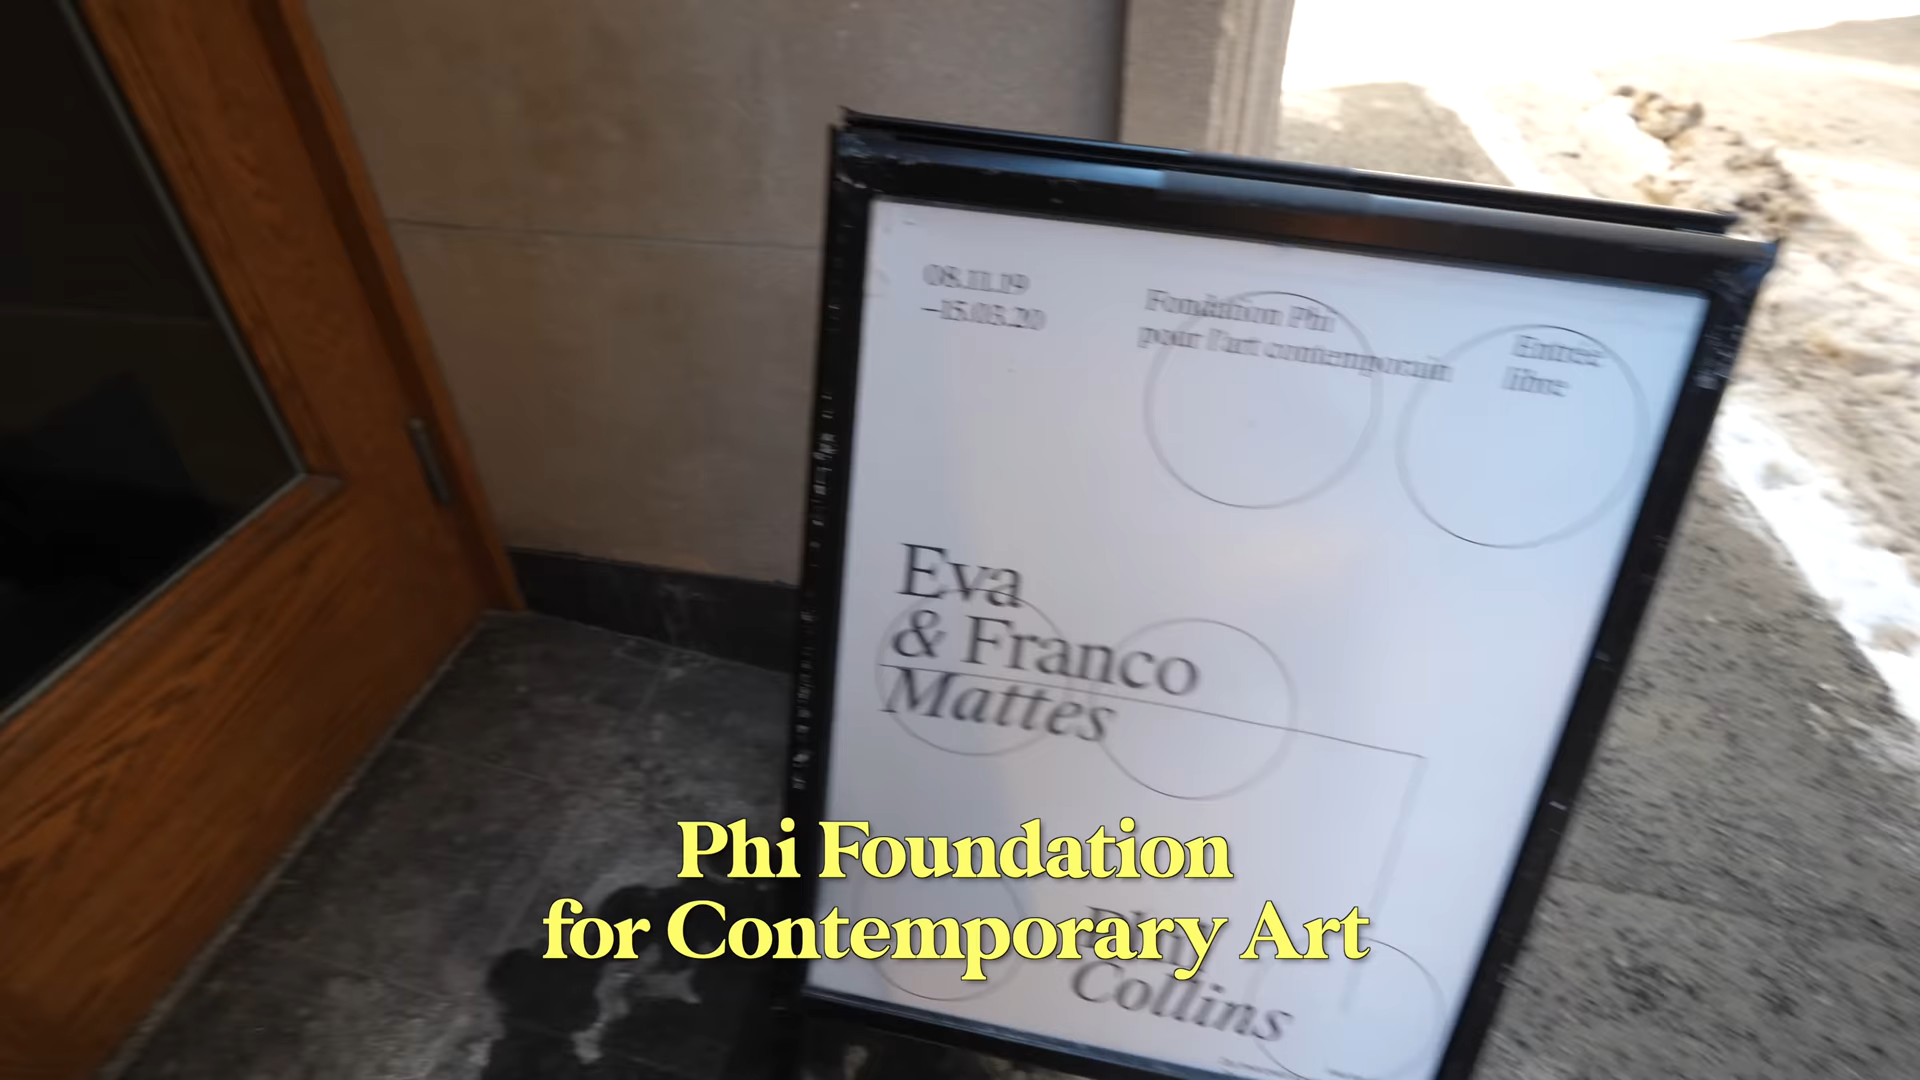 08.11.19
–15.03.20
Fondation Phi
pour l'art contemporain
Entrée
libre
Eva
& Franco
Mattes
Phil
Collins
Phi Foundation
for Contemporary Art